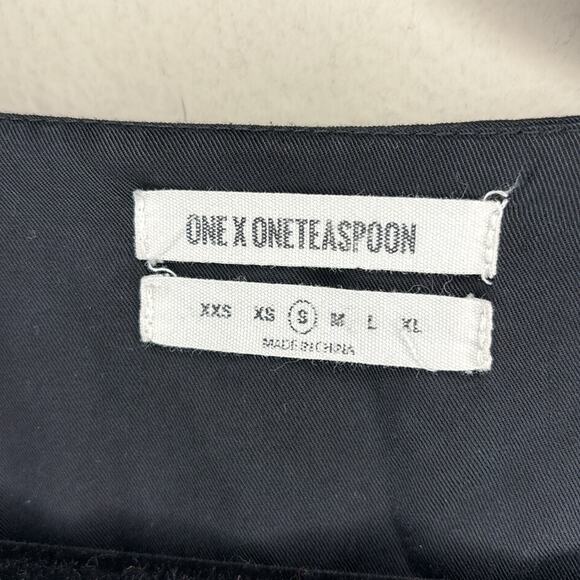 ONE X ONETEASPOON
XXS XS S M L XL
MADE IN CHINA